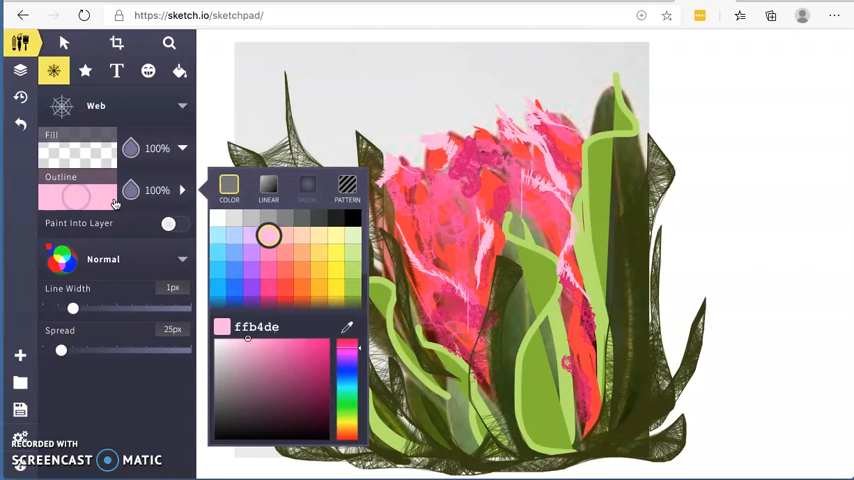 https://sketch.io/sketchpad/
Web
Fill
100%
Outline
100%
Paint Into Layer
Normal
Line Width
1px
Spread
25px
COLOR
LINEAR
RADIAL
PATTERN
ffb4de
RECORDED WITH
SCREENCAST MATIC